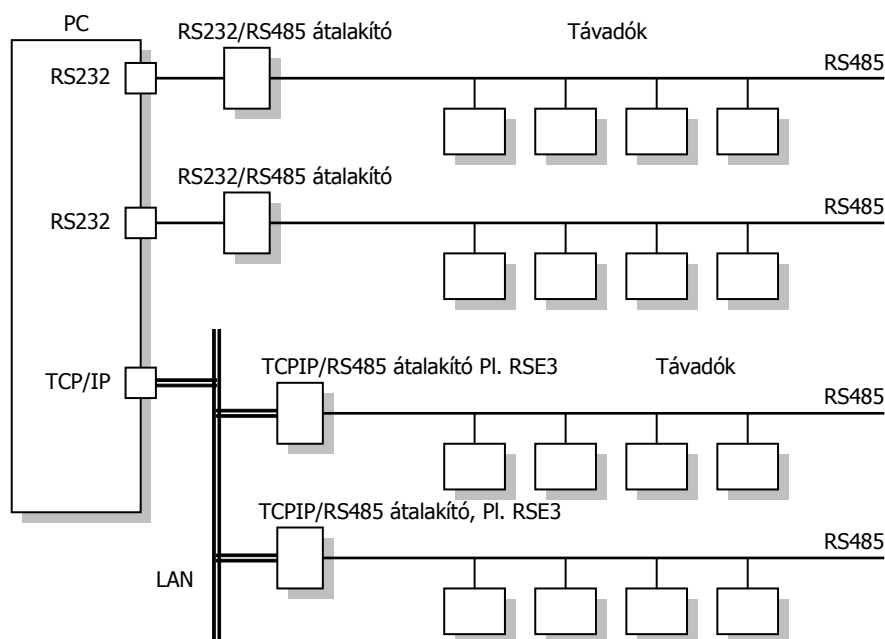 PC
RS232/RS485 átalakító
Távadók
RS232
RS485
RS232/RS485 átalakító
RS232
RS485
TCP/IP
TCPIP/RS485 átalakító Pl. RSE3
Távadók
RS485
TCPIP/RS485 átalakító, Pl. RSE3
RS485
LAN